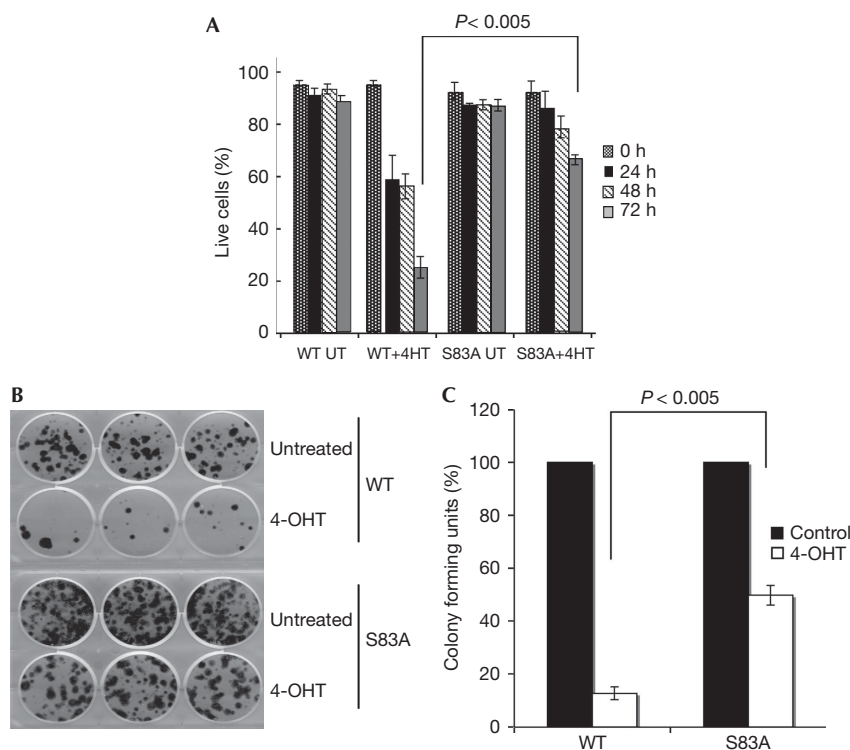 A
P< 0.005
100
80
60
40
20
0
Live cells (%)
WT UT
WT+4HT
S83A UT
S83A+4HT
0 h
24 h
48 h
72 h
B
Untreated
4-OHT
WT
Untreated
4-OHT
S83A
C
P < 0.005
120
100
80
60
40
20
0
Colony forming units (%)
WT
S83A
Control
4-OHT